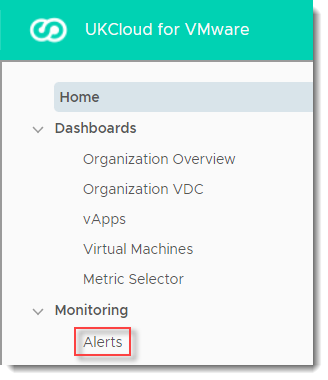 UKCloud for VMware
Home
Dashboards
Organization Overview
Organization VDC
vApps
Virtual Machines
Metric Selector
Monitoring
Alerts